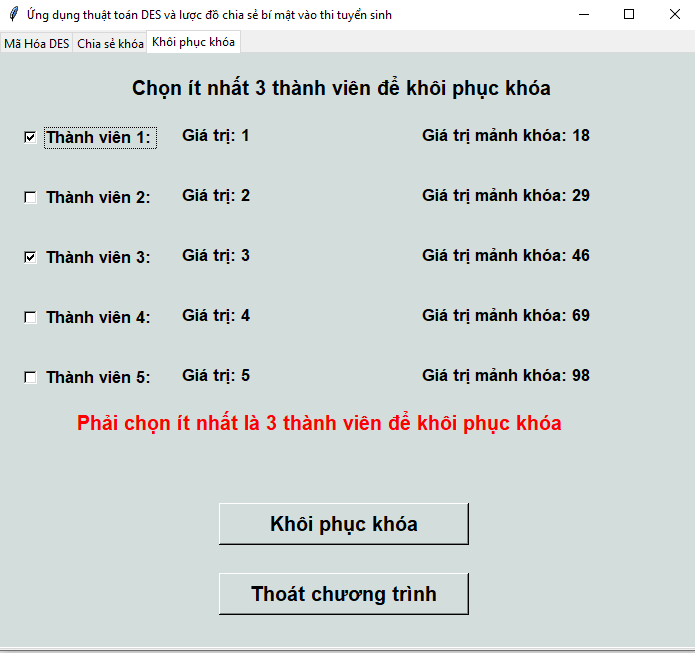 Ứng dụng thuật toán DES và lược đồ chia sẻ bí mật vào thi tuyển sinh
Mã Hóa DES Chia sẻ khóa Khôi phục khóa
Chọn ít nhất 3 thành viên để khôi phục khóa
Thành viên 1: Giá trị: 1 Giá trị mảnh khóa: 18
Thành viên 2: Giá trị: 2 Giá trị mảnh khóa: 29
Thành viên 3: Giá trị: 3 Giá trị mảnh khóa: 46
Thành viên 4: Giá trị: 4 Giá trị mảnh khóa: 69
Thành viên 5: Giá trị: 5 Giá trị mảnh khóa: 98
Phải chọn ít nhất là 3 thành viên để khôi phục khóa
Khôi phục khóa
Thoát chương trình